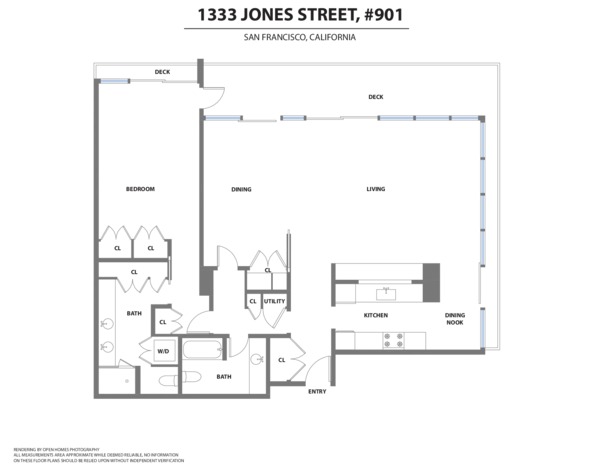 1333 JONES STREET, #901
SAN FRANCISCO, CALIFORNIA
DECK
DECK
BEDROOM
DINING
LIVING
CL
CL
CL
CL
CL
UTILITY
BATH
CL
KITCHEN
DINING
NOOK
W/D
CL
BATH
ENTRY
RENDERING BY OPEN HOMES PHOTOGRAPHY
ALL MEASUREMENTS AREA APPROXIMATE WHILE DEEMED RELIABLE, NO INFORMATION
ON THESE FLOOR PLANS SHOULD BE RELIED UPON WITHOUT INDEPENDENT VERIFICATION